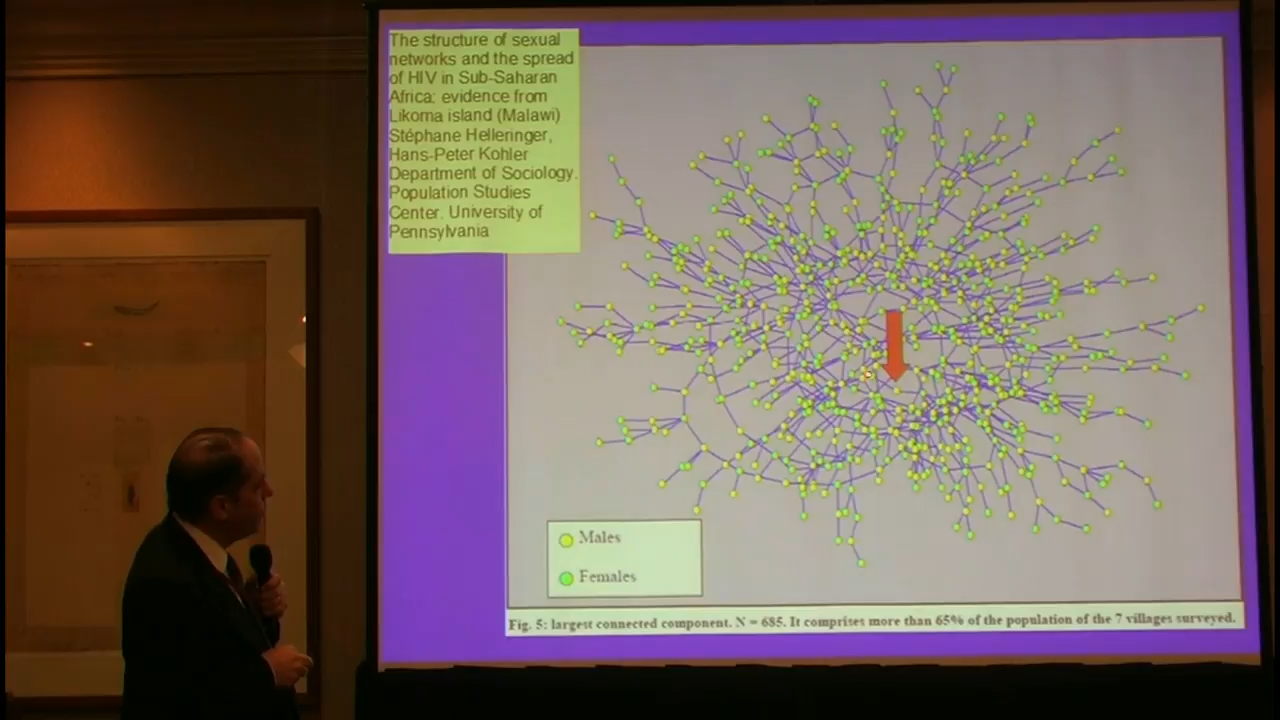 The structure of sexual
networks and the spread
of HIV in Sub-Saharan
Africa: evidence from
Likoma island (Malawi)
Stéphane Helleringer,
Hans-Peter Kohler
Department of Sociology.
Population Studies
Center. University of
Pennsylvania
Males
Females
Fig. 5: largest connected component. N = 685. It comprises more than 65% of the population of the 7 villages surveyed.